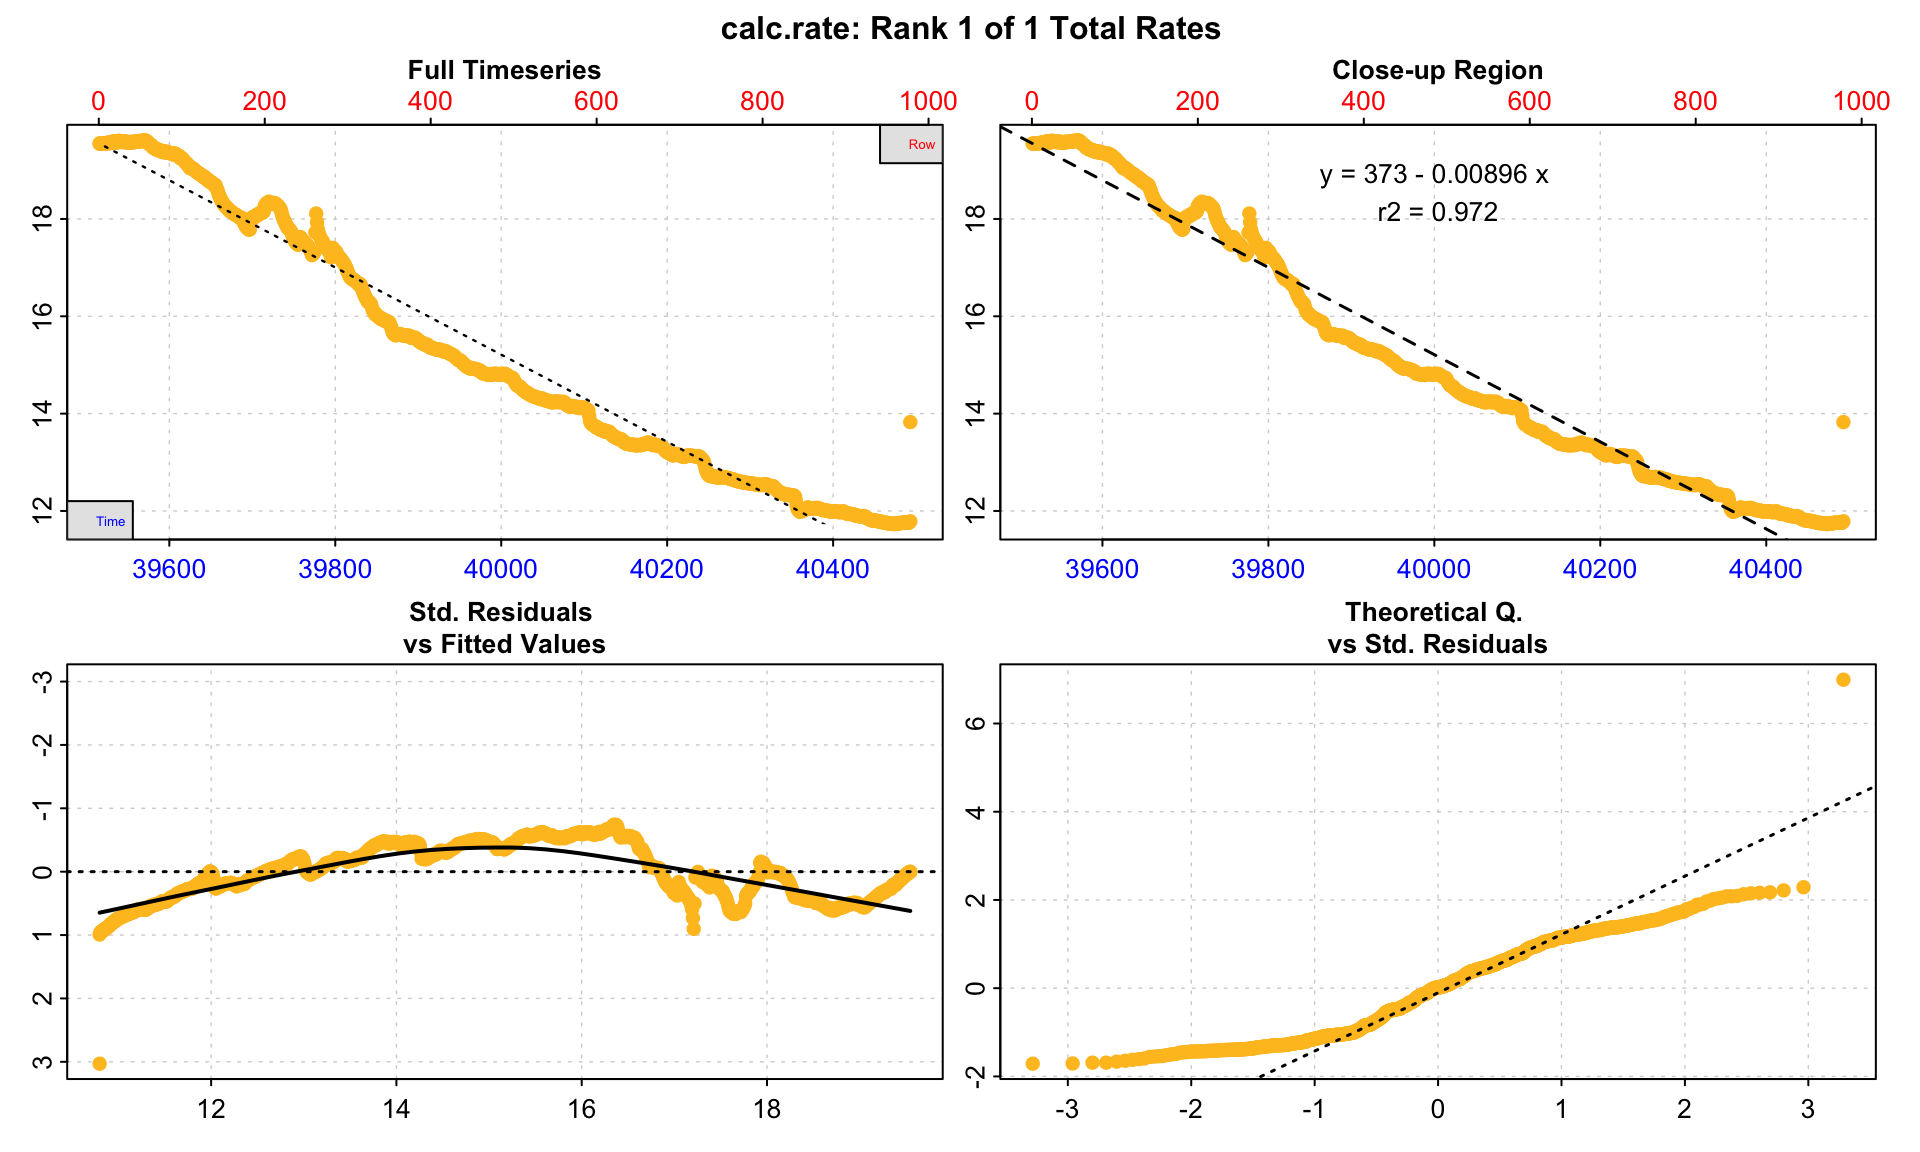 calc.rate: Rank 1 of 1 Total Rates
Full Timeseries
0 200 400 600 800 1000
Row
18
16
14
12
Time
39600 39800 40000 40200 40400
Close-up Region
0 200 400 600 800 1000
y = 373 - 0.00896 x
r2 = 0.972
18
16
14
12
39600 39800 40000 40200 40400
Std. Residuals
vs Fitted Values
-3
-2
-1
0
1
2
3
12 14 16 18
Theoretical Q.
vs Std. Residuals
6
4
2
0
-2
-3 -2 -1 0 1 2 3